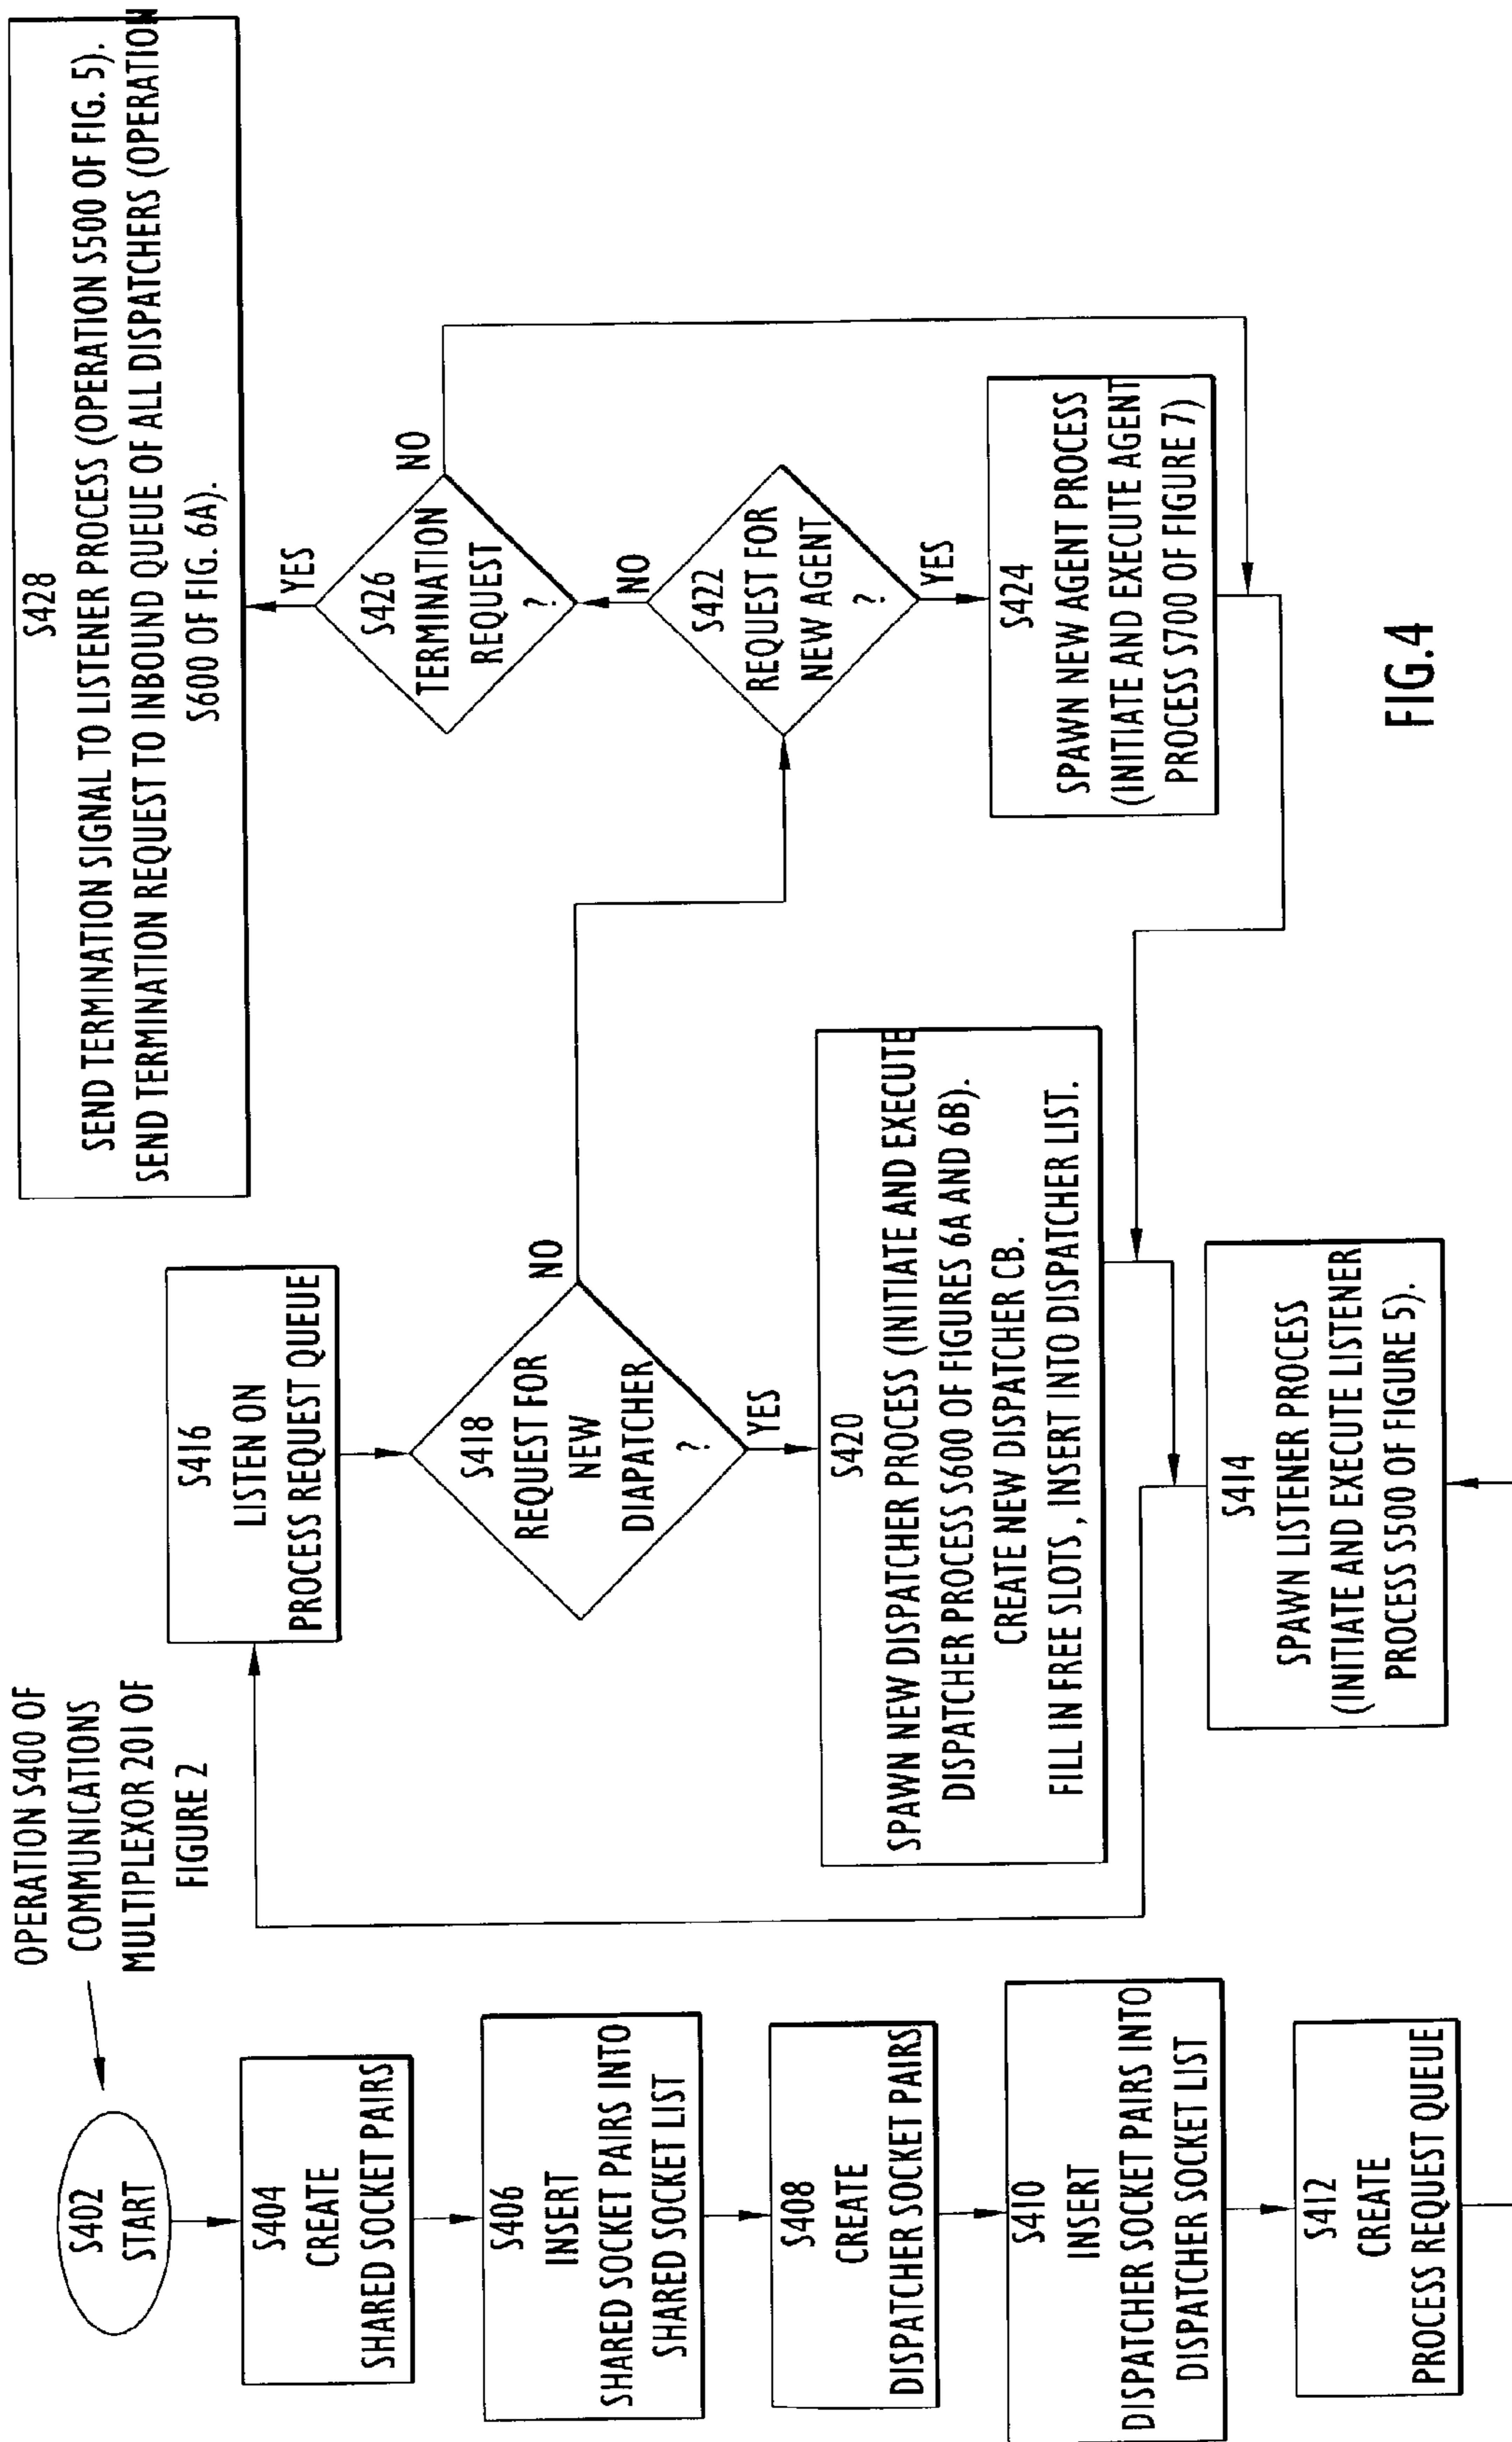 OPERATION S400 OF
COMMUNICATIONS
MULTIPLEXOR 201 OF
FIGURE 2
S402
START
S404
CREATE
SHARED SOCKET PAIRS
S406
INSERT
SHARED SOCKET PAIRS INTO
SHARED SOCKET LIST
S408
CREATE
DISPATCHER SOCKET PAIRS
S410
INSERT
DISPATCHER SOCKET PAIRS INTO
DISPATCHER SOCKET LIST
S412
CREATE
PROCESS REQUEST QUEUE
S414
SPAWN LISTENER PROCESS
(INITIATE AND EXECUTE LISTENER
PROCESS S500 OF FIGURE 5).
S416
LISTEN ON
PROCESS REQUEST QUEUE
S418
REQUEST FOR
NEW
DIAPATCHER
?
NO
YES
S420
SPAWN NEW DISPATCHER PROCESS (INITIATE AND EXECUTE
DISPATCHER PROCESS S600 OF FIGURES 6A AND 6B).
CREATE NEW DISPATCHER CB.
FILL IN FREE SLOTS, INSERT INTO DISPATCHER LIST.
S422
REQUEST FOR
NEW AGENT
?
NO
YES
S424
SPAWN NEW AGENT PROCESS
(INITIATE AND EXECUTE AGENT
PROCESS S700 OF FIGURE 7)
S426
TERMINATION
REQUEST
?
NO
YES
S428
SEND TERMINATION SIGNAL TO LISTENER PROCESS (OPERATION S500 OF FIG. 5).
SEND TERMINATION REQUEST TO INBOUND QUEUE OF ALL DISPATCHERS (OPERATION
S600 OF FIG. 6A).
FIG.4